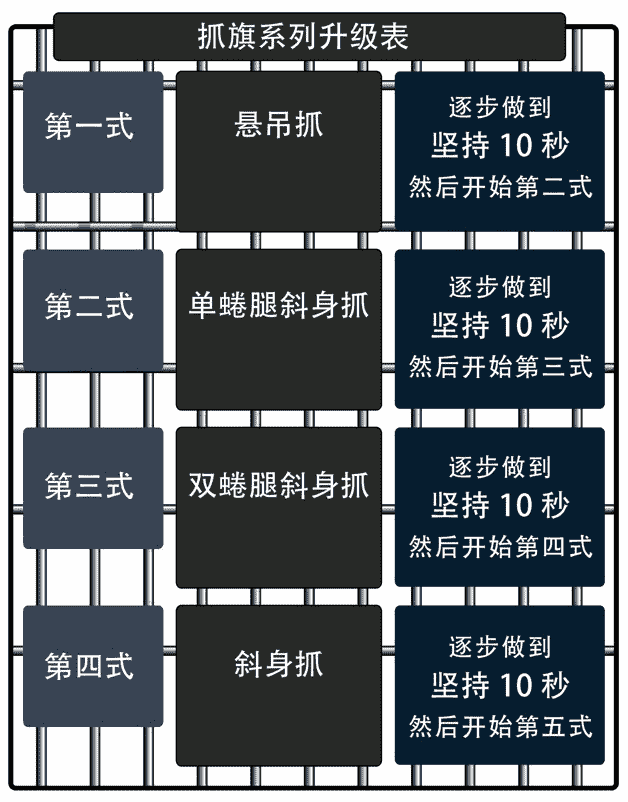 抓旗系列升级表
第一式
悬吊抓
逐步做到
坚持 10 秒
然后开始第二式
第二式
单蜷腿斜身抓
逐步做到
坚持 10 秒
然后开始第三式
第三式
双蜷腿斜身抓
逐步做到
坚持 10 秒
然后开始第四式
第四式
斜身抓
逐步做到
坚持 10 秒
然后开始第五式